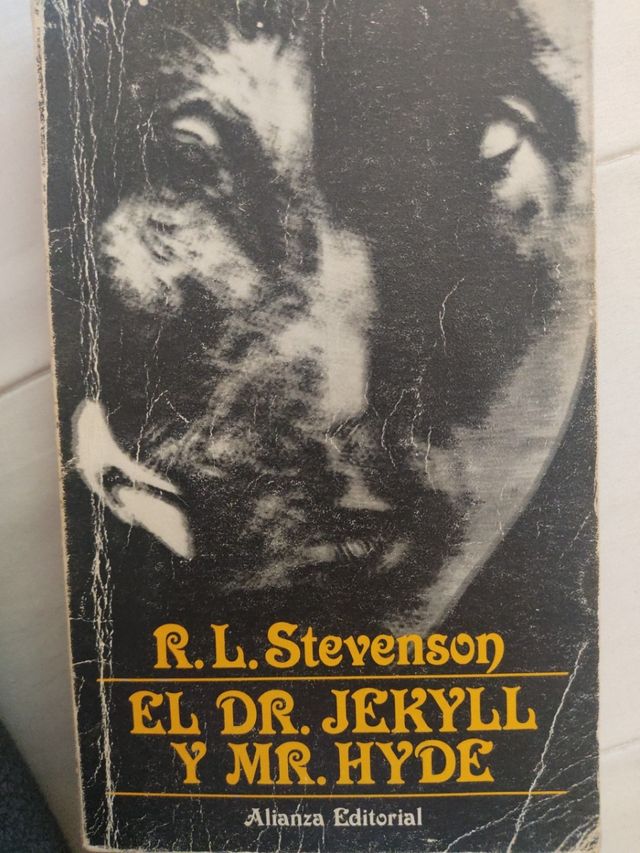 R. L. Stevenson
EL DR. JEKYLL
Y MR. HYDE
Alianza Editorial